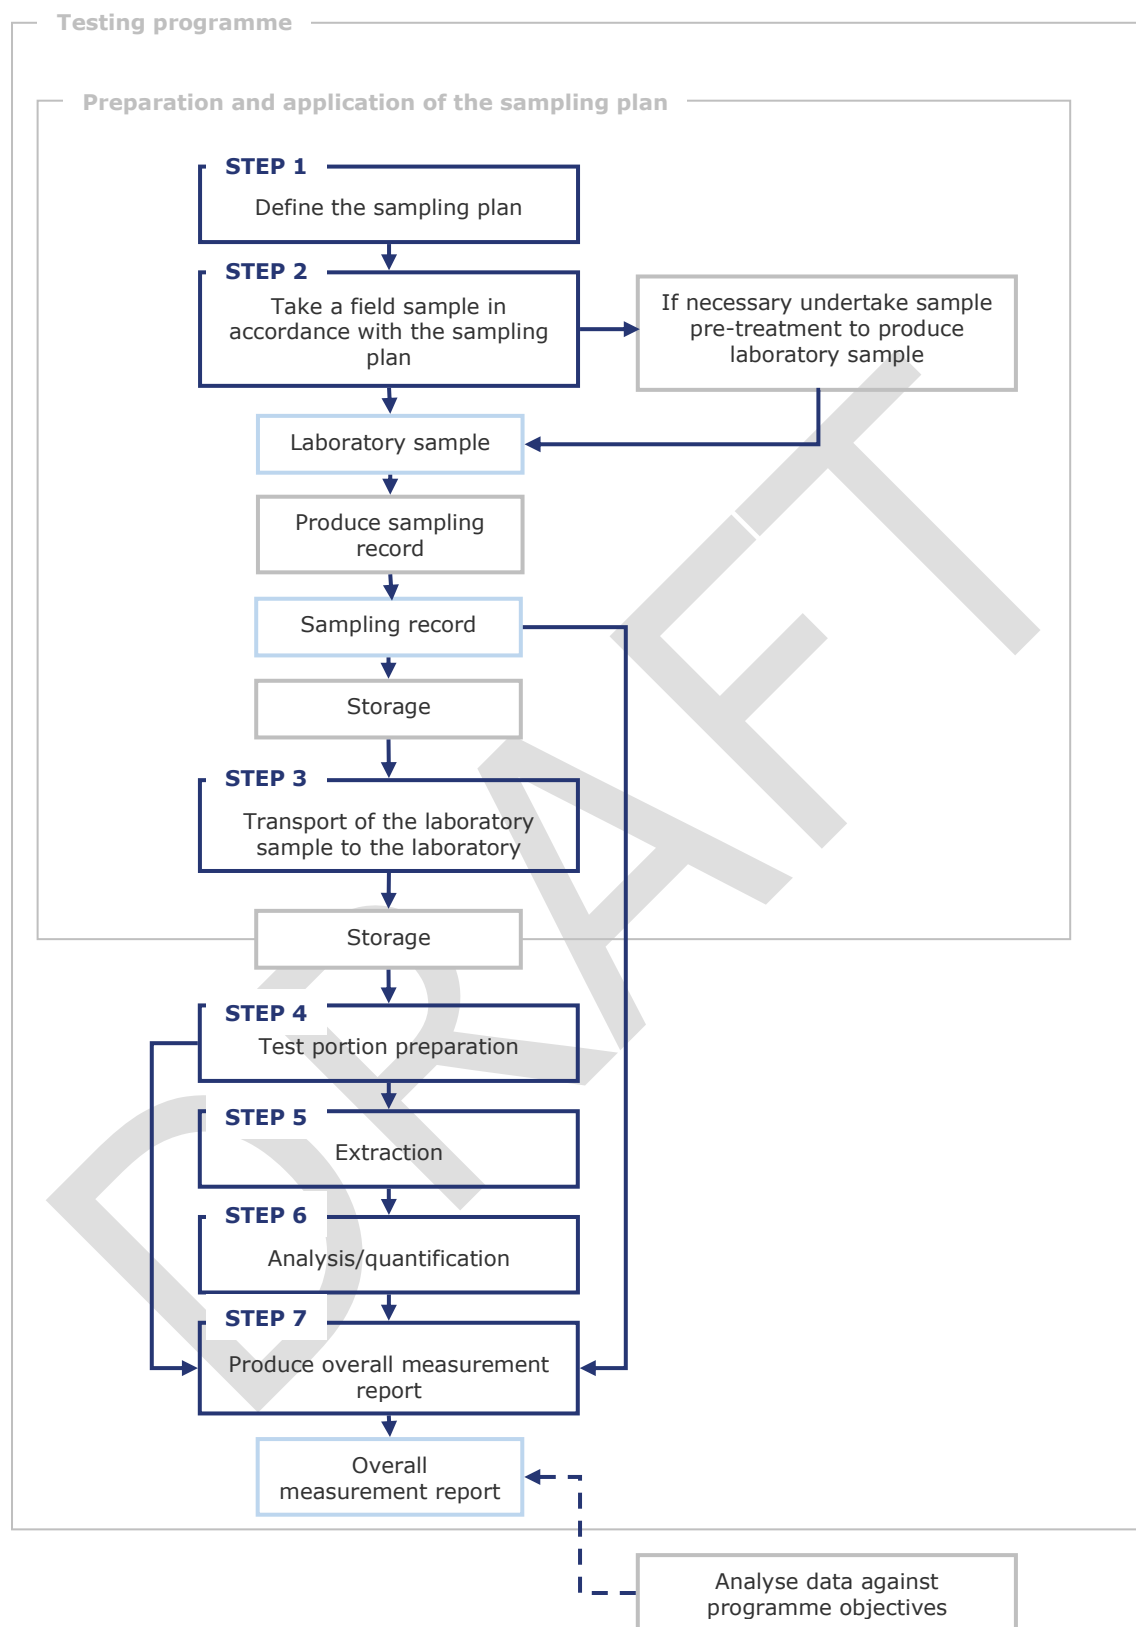 Testing programme
Preparation and application of the sampling plan
STEP 1
Define the sampling plan
STEP 2
Take a field sample in
accordance with the sampling
plan
If necessary undertake sample
pre-treatment to produce
laboratory sample
Laboratory sample
Produce sampling
record
Sampling record
Storage
STEP 3
Transport of the laboratory
sample to the laboratory
Storage
STEP 4
Test portion preparation
STEP 5
Extraction
STEP 6
Analysis/quantification
STEP 7
Produce overall measurement
report
Overall
measurement report
Analyse data against
programme objectives
DRAFT